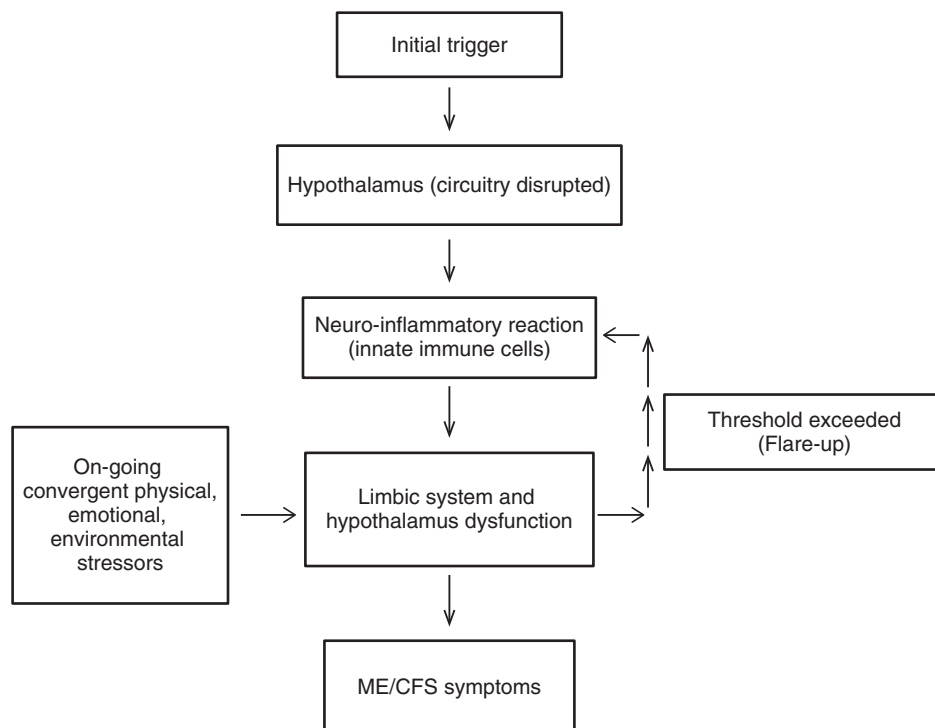 Initial trigger
Hypothalamus (circuitry disrupted)
Neuro-inflammatory reaction
(innate immune cells)
Threshold exceeded
(Flare-up)
On-going
convergent physical,
emotional,
environmental
stressors
Limbic system and
hypothalamus dysfunction
ME/CFS symptoms